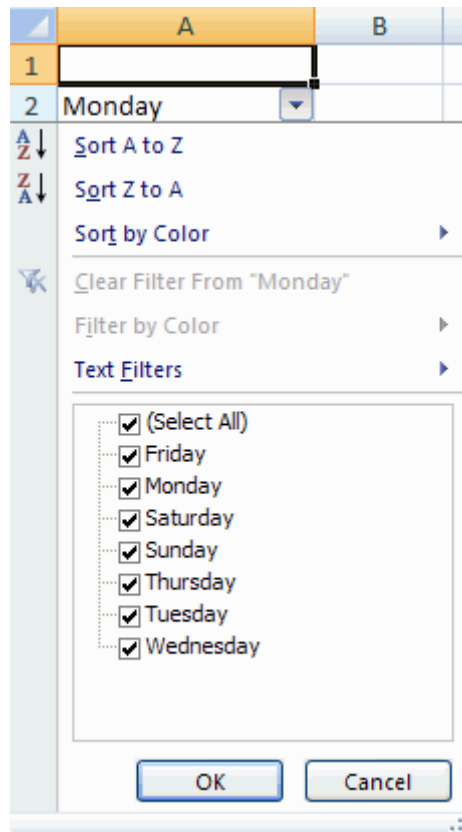 A B
1
2 Monday
Sort A to Z
Sort Z to A
Sort by Color
Clear Filter From "Monday"
Filter by Color
Text Filters
(Select All)
Friday
Monday
Saturday
Sunday
Thursday
Tuesday
Wednesday
OK Cancel